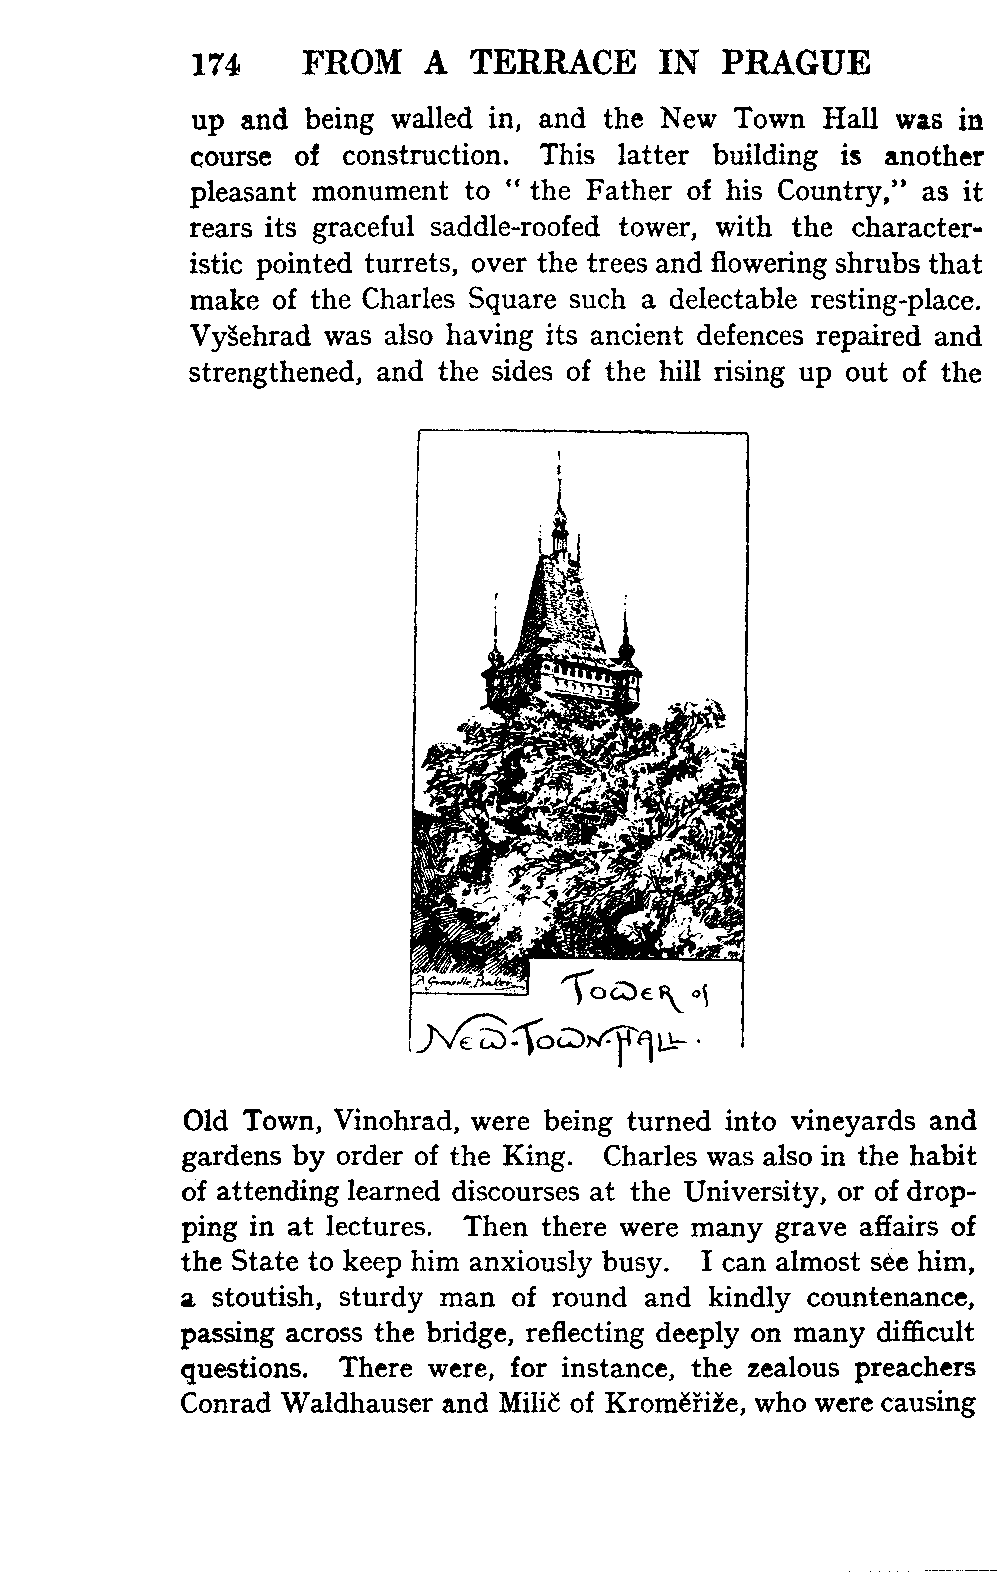 174 FROM A TERRACE IN PRAGUE
up and being walled in, and the New Town Hall was in
course of construction. This latter building is another
pleasant monument to “ the Father of his Country,” as it
rears its graceful saddle-roofed tower, with the character-
istic pointed turrets, over the trees and flowering shrubs that
make of the Charles Square such a delectable resting-place.
Vyšehrad was also having its ancient defences repaired and
strengthened, and the sides of the hill rising up out of the
B Granville Baker
TOWER of
NEW-TOWN-HALL.
Old Town, Vinohrad, were being turned into vineyards and
gardens by order of the King. Charles was also in the habit
of attending learned discourses at the University, or of drop-
ping in at lectures. Then there were many grave affairs of
the State to keep him anxiously busy. I can almost see him,
a stoutish, sturdy man of round and kindly countenance,
passing across the bridge, reflecting deeply on many difficult
questions. There were, for instance, the zealous preachers
Conrad Waldhauser and Milič of Kroměřiže, who were causing